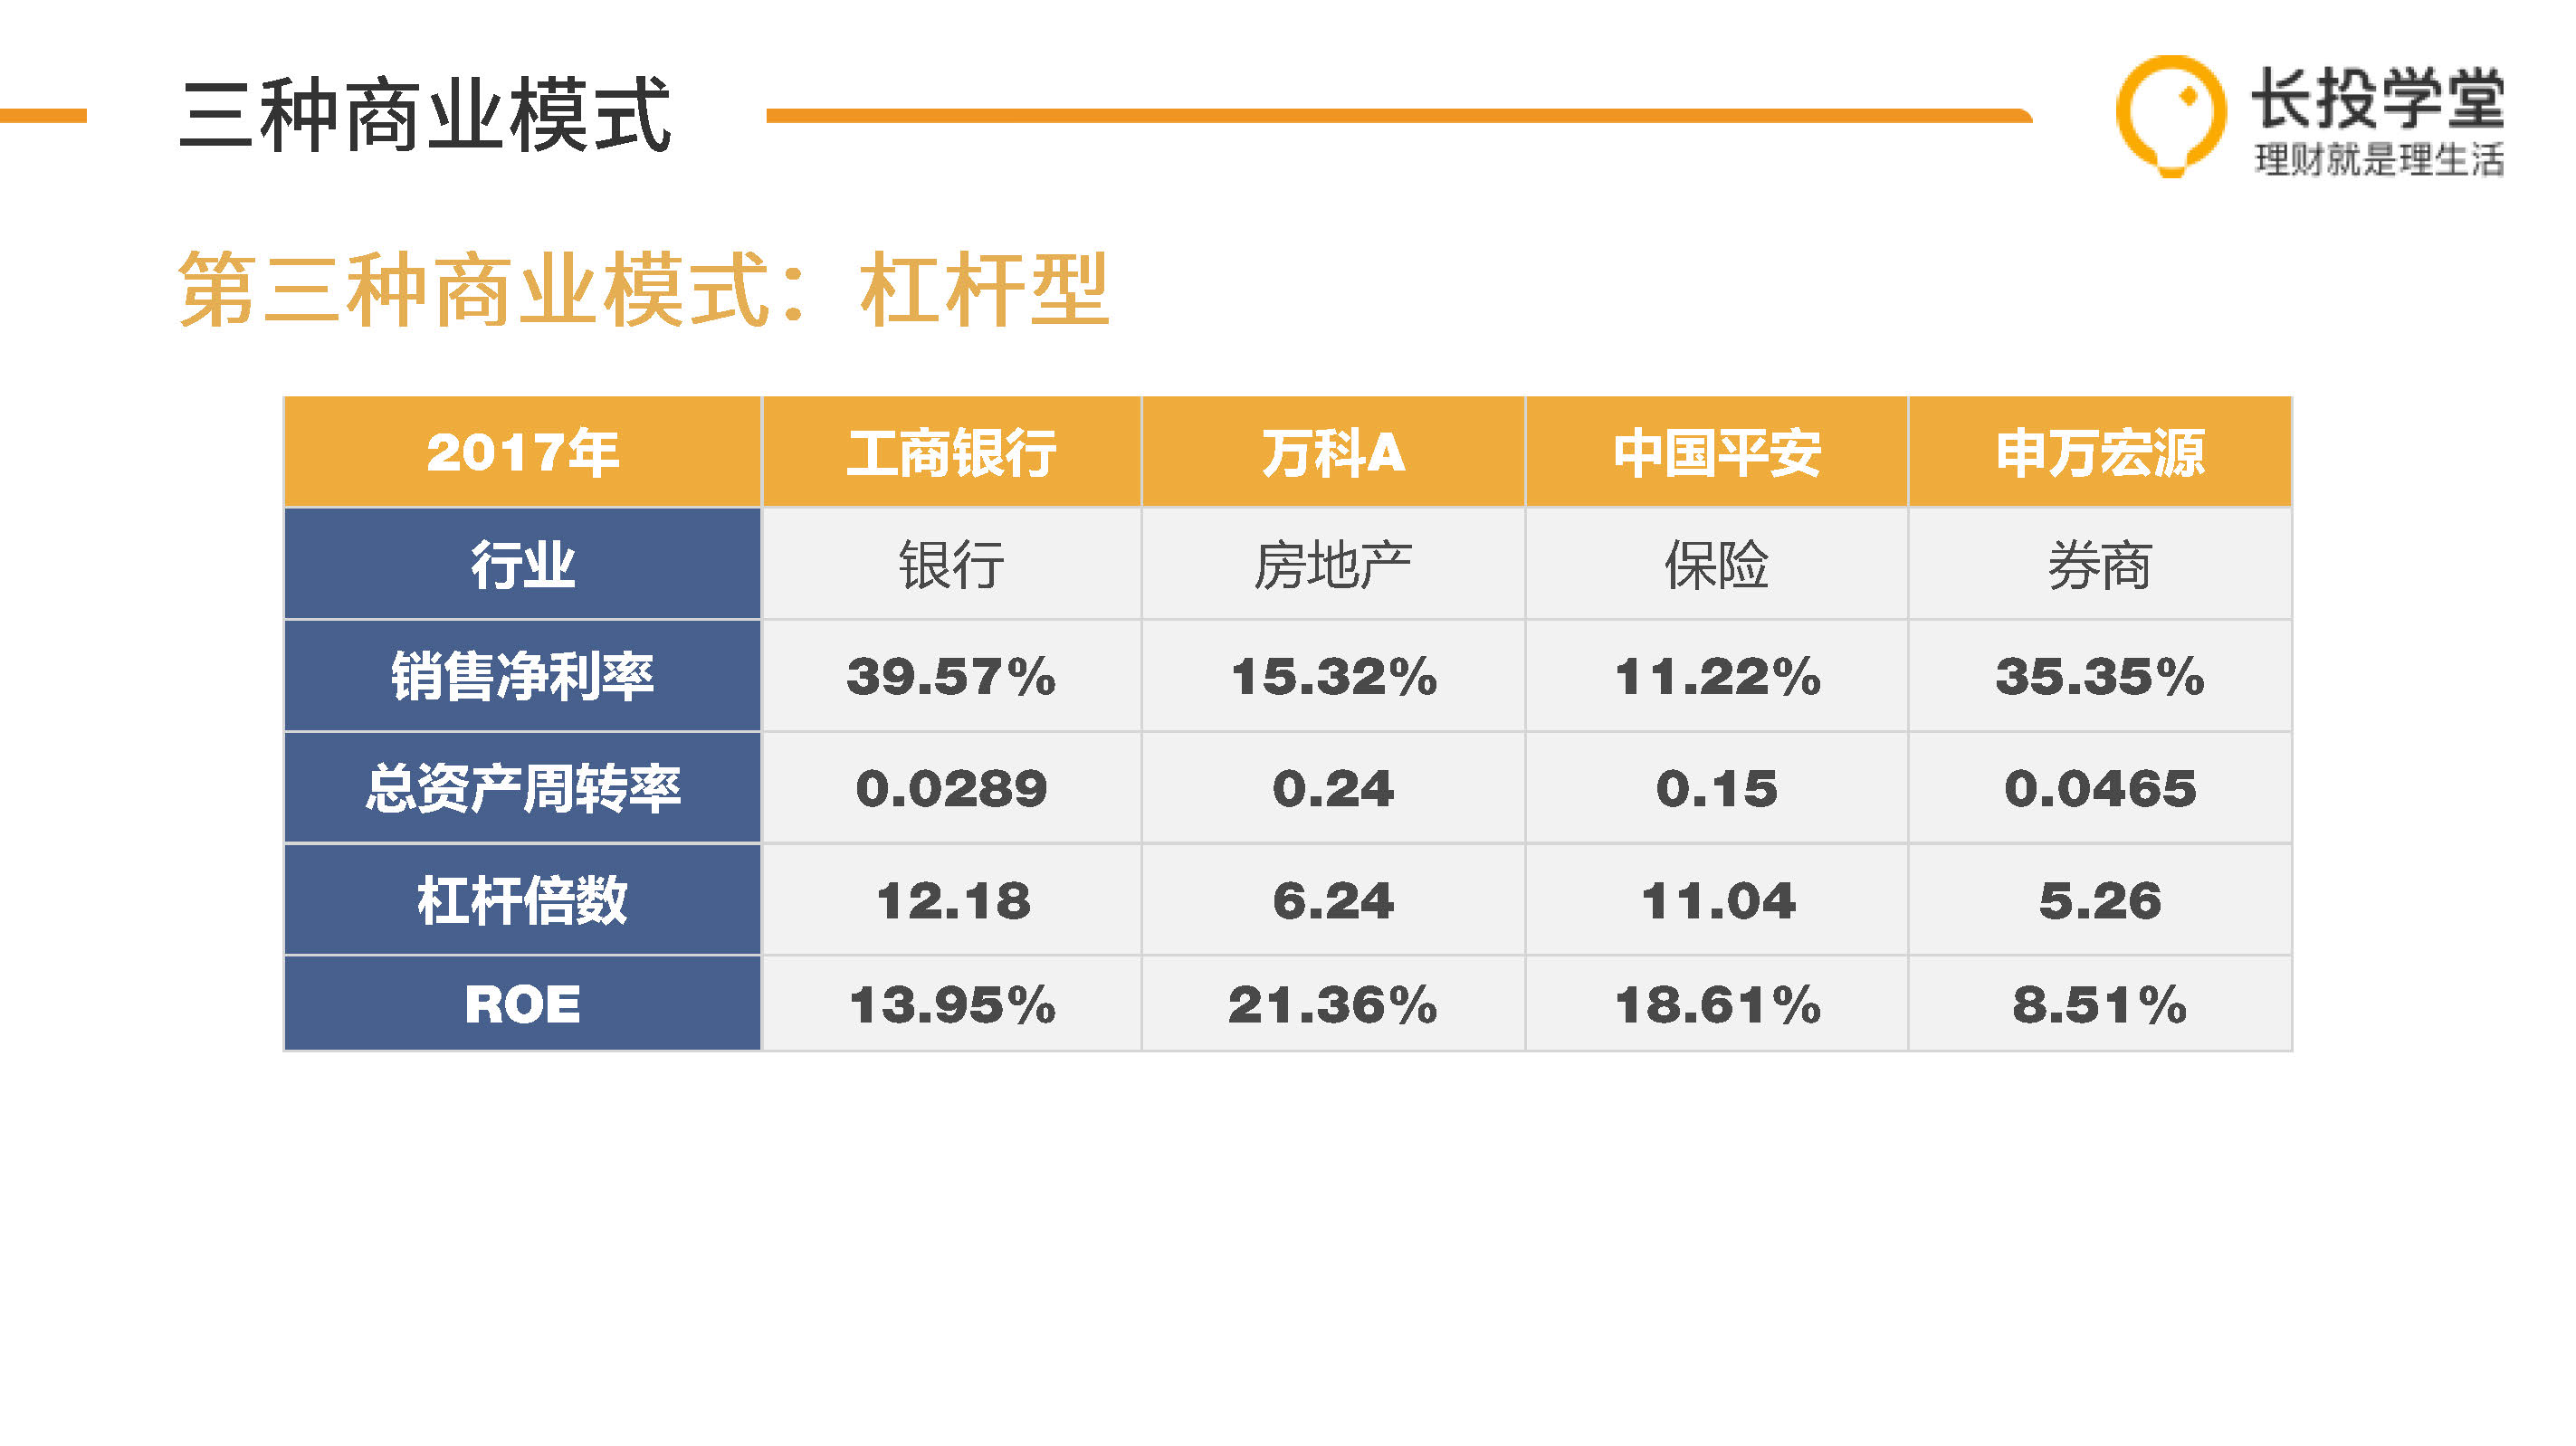 三种商业模式
长投学堂
理财就是理生活
第三种商业模式：杠杆型
2017年 工商银行 万科A 中国平安 申万宏源
行业 银行 房地产 保险 券商
销售净利率 39.57% 15.32% 11.22% 35.35%
总资产周转率 0.0289 0.24 0.15 0.0465
杠杆倍数 12.18 6.24 11.04 5.26
ROE 13.95% 21.36% 18.61% 8.51%